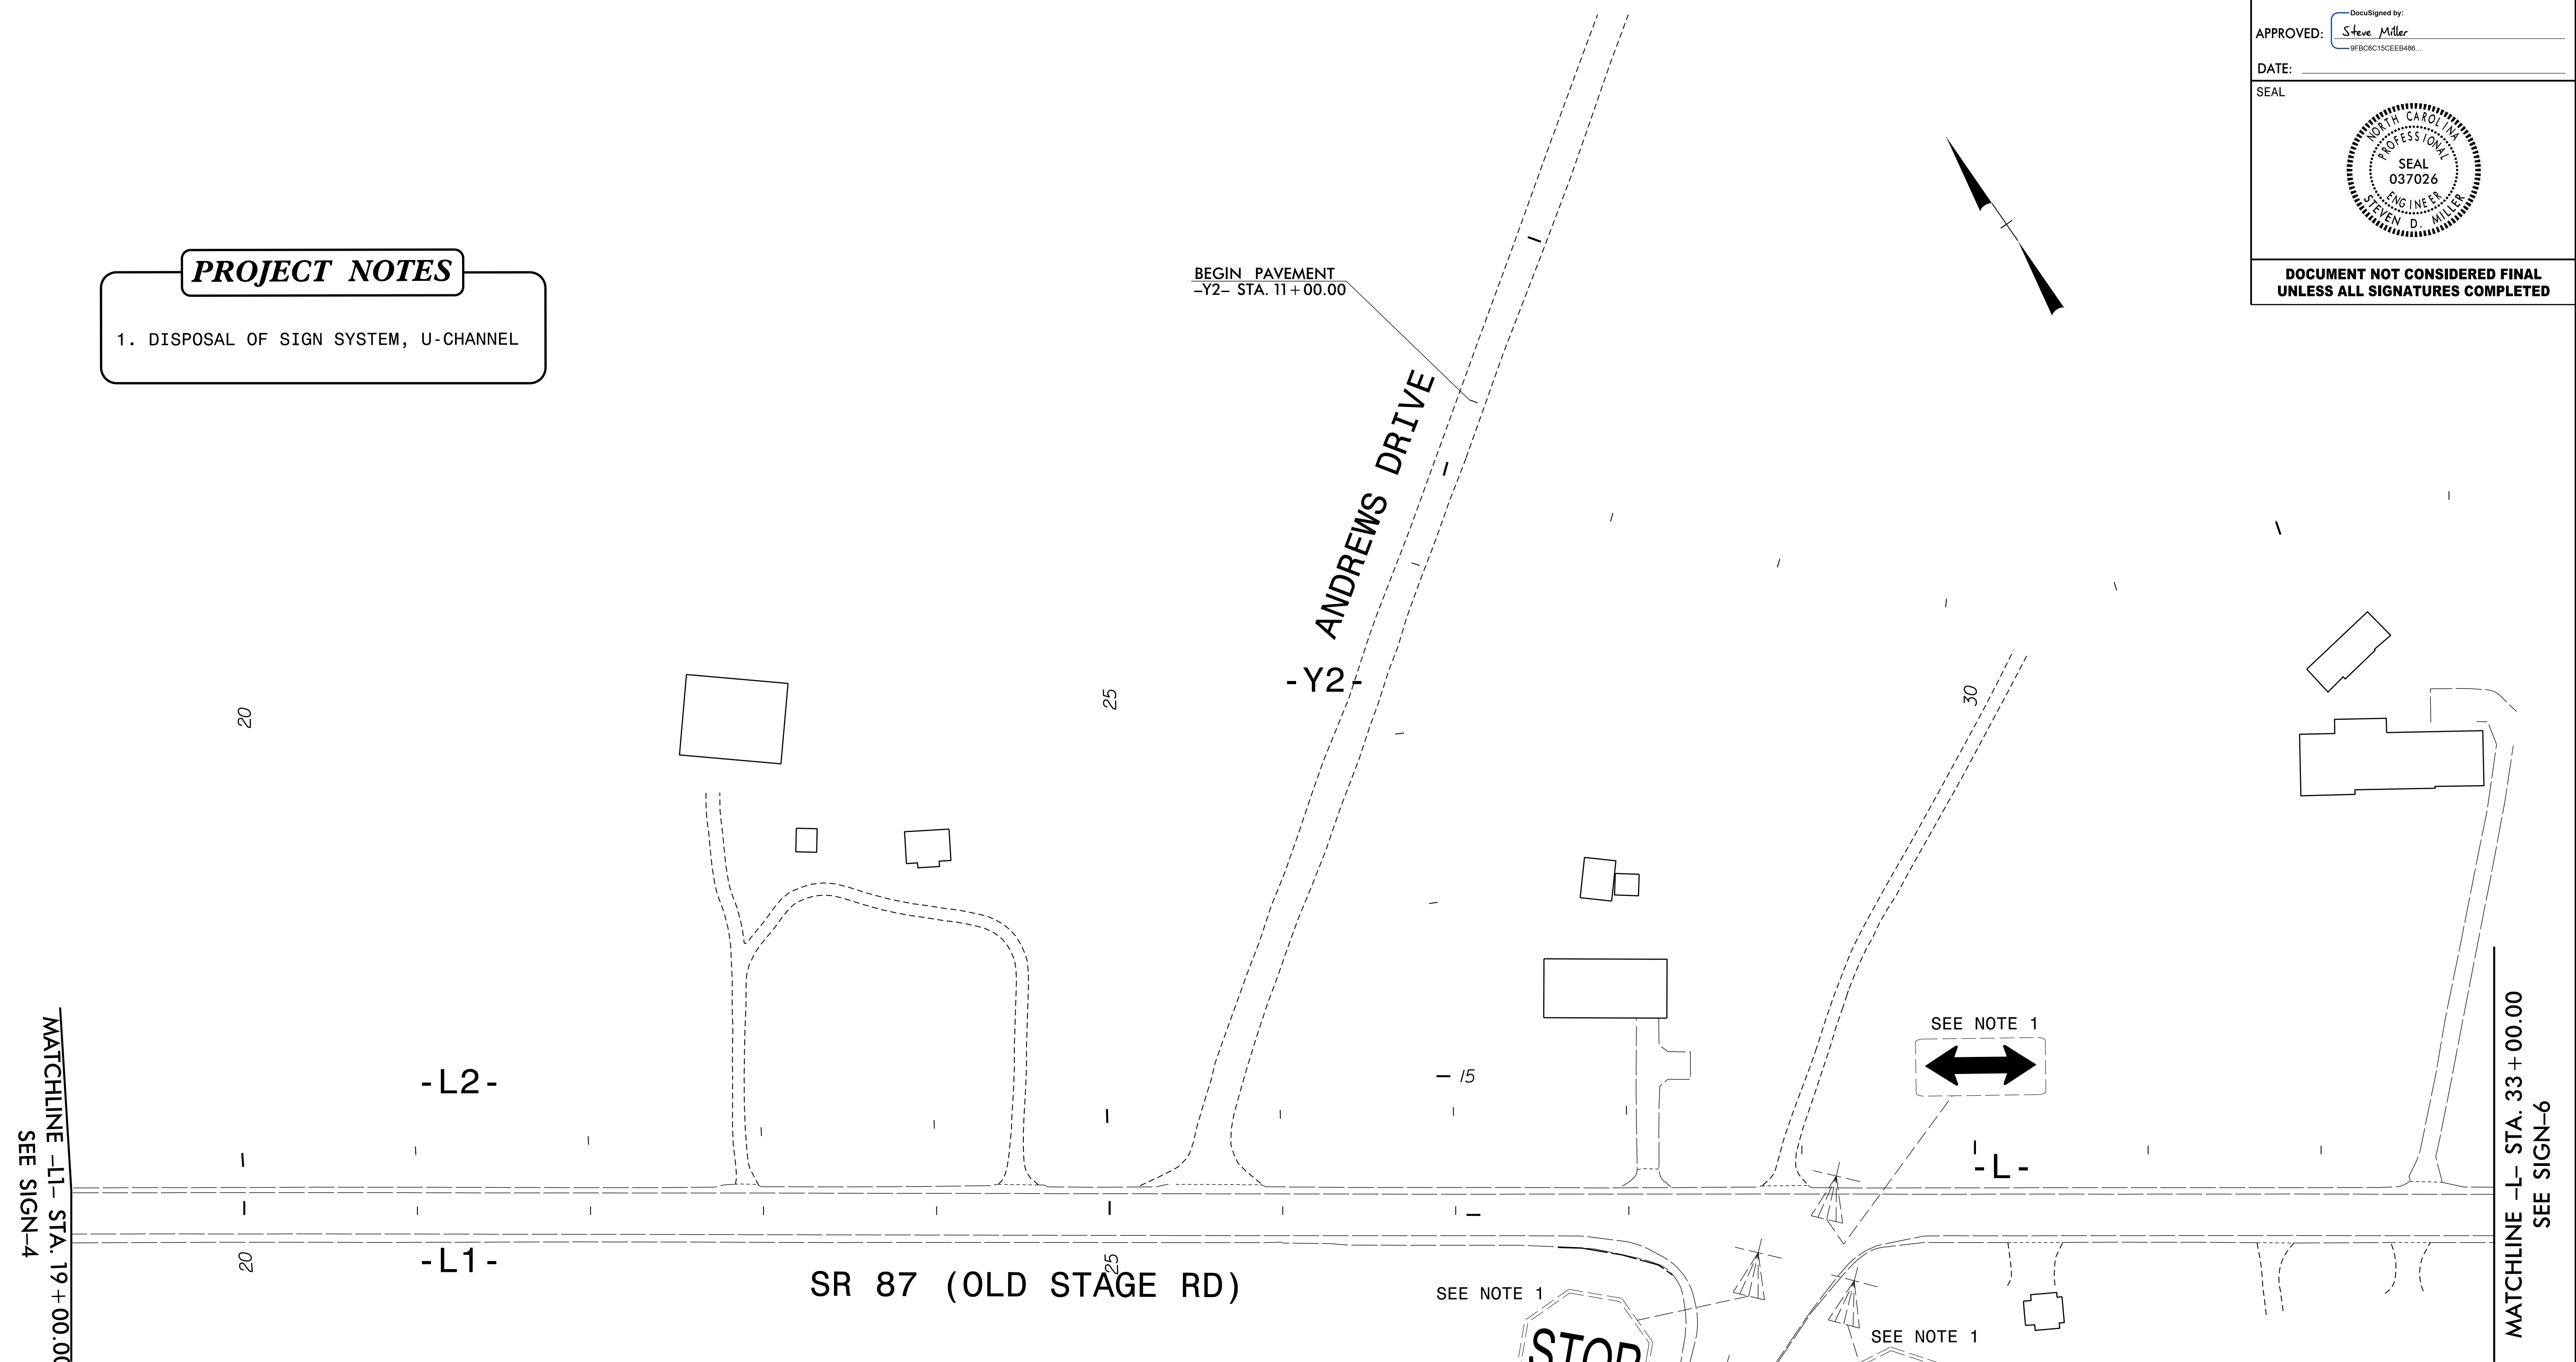 DocuSigned by:
APPROVED: Steve Miller
9FBC6C15CEEB486...
DATE:
SEAL
NORTH CAROLINA
PROFESSIONAL
SEAL
037026
ENGINEER
STEVEN D. MILLER
DOCUMENT NOT CONSIDERED FINAL
UNLESS ALL SIGNATURES COMPLETED
PROJECT NOTES
1. DISPOSAL OF SIGN SYSTEM, U-CHANNEL
BEGIN PAVEMENT
-Y2- STA. 11+00.00
ANDREWS DRIVE
-Y2-
20
25
30
15
SEE NOTE 1
-L2-
-L-
MATCHLINE -L1- STA. 19+00.00
SEE SIGN-4
MATCHLINE -L- STA. 33+00.00
SEE SIGN-6
20
-L1-
25
SR 87 (OLD STAGE RD)
SEE NOTE 1
STOP
SEE NOTE 1